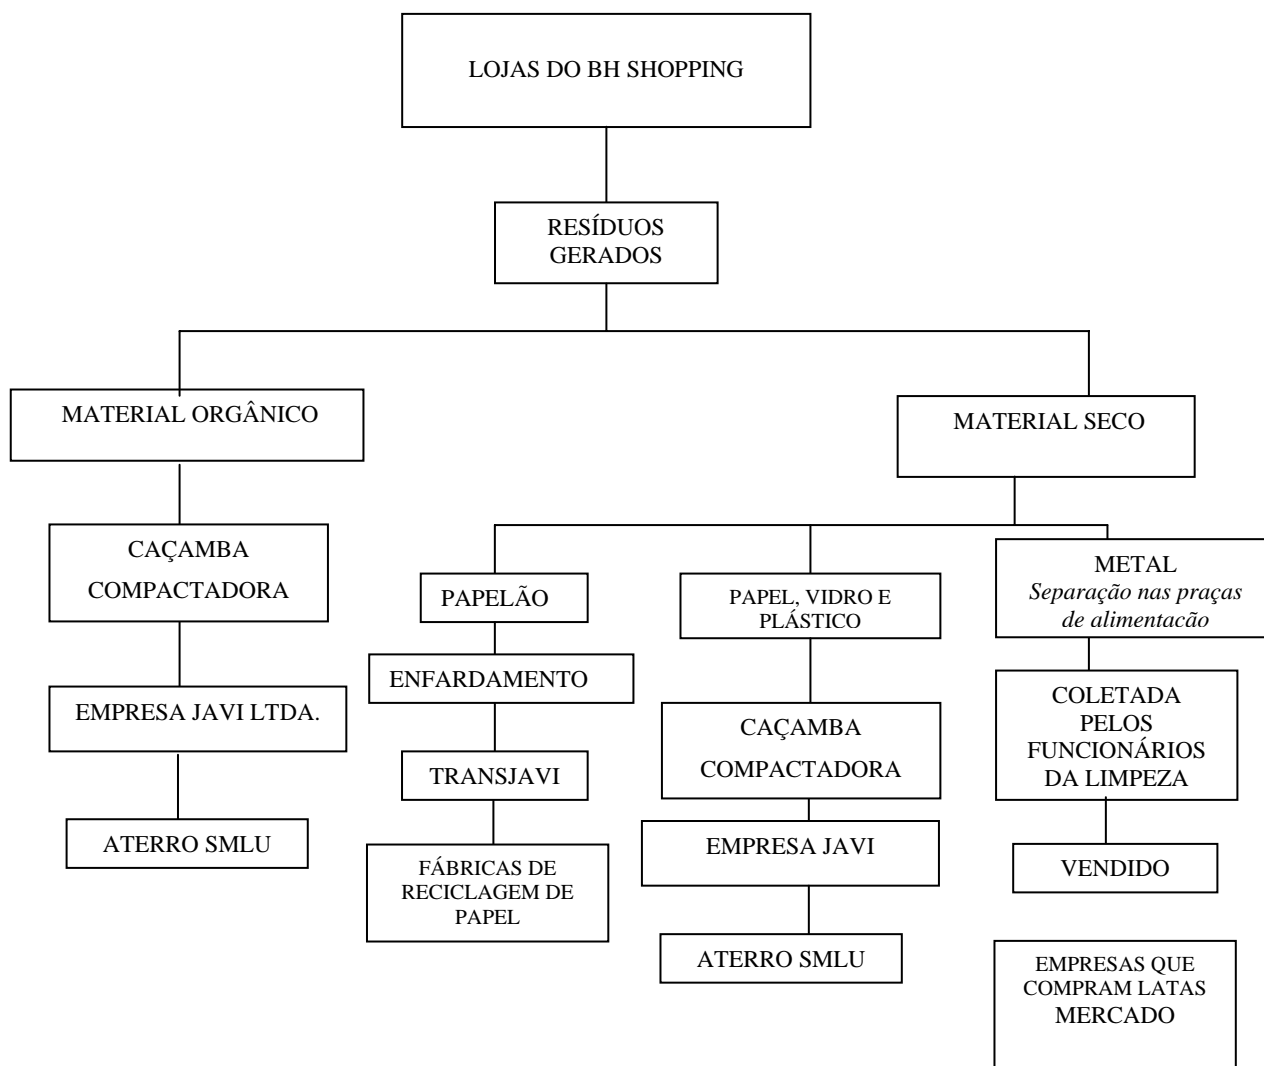 LOJAS DO BH SHOPPING
RESÍDUOS
GERADOS
MATERIAL ORGÂNICO
MATERIAL SECO
CAÇAMBA
COMPACTADORA
EMPRESA JAVI LTDA.
ATERRO SMLU
PAPELÃO
ENFARDAMENTO
TRANSJAVI
FÁBRICAS DE
RECICLAGEM DE
PAPEL
PAPEL, VIDRO E
PLÁSTICO
CAÇAMBA
COMPACTADORA
EMPRESA JAVI
ATERRO SMLU
METAL
Separação nas praças
de alimentacão
COLETADA
PELOS
FUNCIONÁRIOS
DA LIMPEZA
VENDIDO
EMPRESAS QUE
COMPRAM LATAS
MERCADO